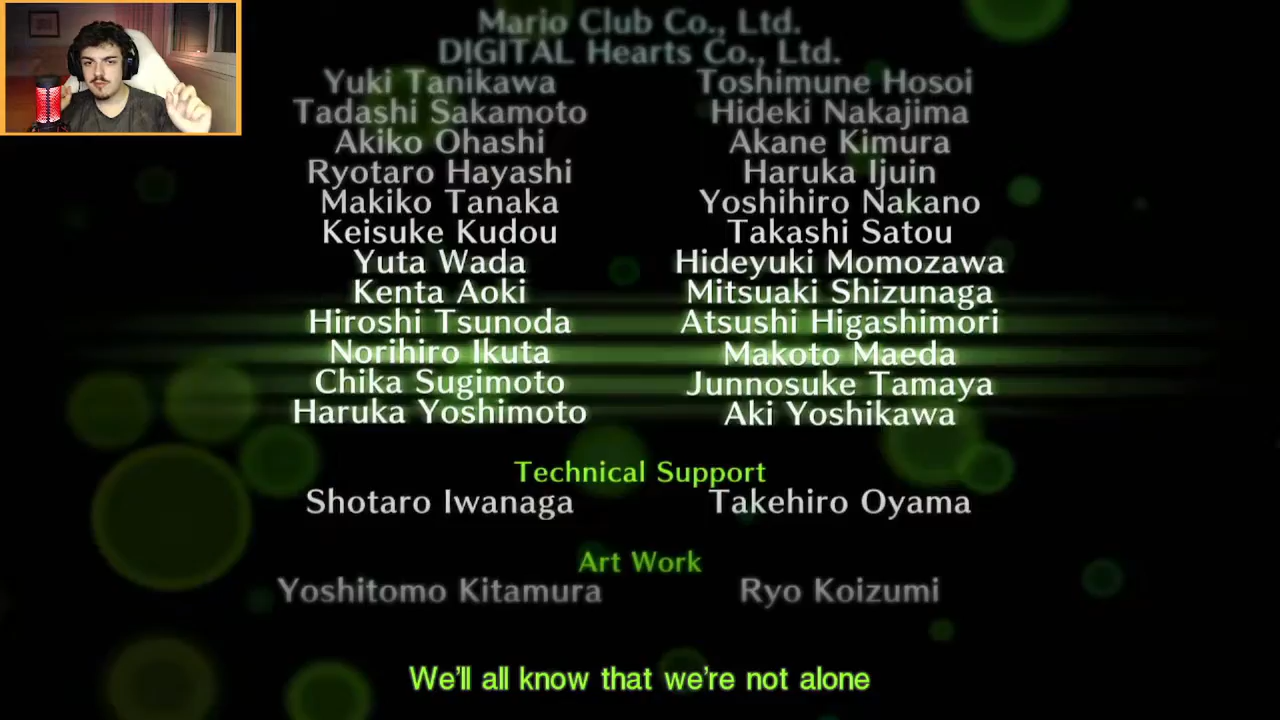 Mario Club Co., Ltd.
DIGITAL Hearts Co., Ltd.
Yuki Tanikawa Toshimune Hosoi
Tadashi Sakamoto Hideki Nakajima
Akiko Ohashi Akane Kimura
Ryotaro Hayashi Haruka Ijuin
Makiko Tanaka Yoshihiro Nakano
Keisuke Kudou Takashi Satou
Yuta Wada Hideyuki Momozawa
Kenta Aoki Mitsuaki Shizunaga
Hiroshi Tsunoda Atsushi Higashimori
Norihiro Ikuta Makoto Maeda
Chika Sugimoto Junnosuke Tamaya
Haruka Yoshimoto Aki Yoshikawa
Technical Support
Shotaro Iwanaga Takehiro Oyama
Art Work
Yoshitomo Kitamura Ryo Koizumi
We'll all know that we're not alone